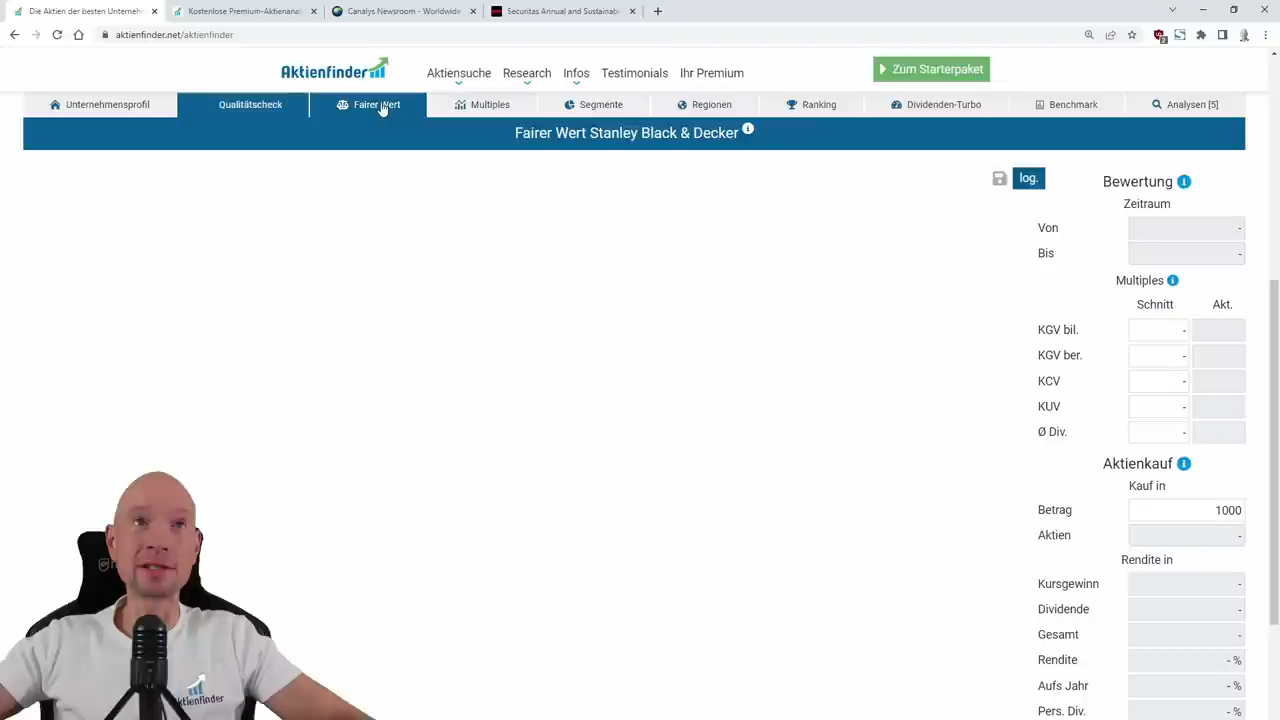 Die Aktien der besten Unterneh
Kostenlose Premium-Aktienanal
Canalys Newsroom - Worldwide
Securitas Annual and Sustainab
aktienfinder.net/aktienfinder
Aktienfinder
Aktiensuche
Research
Infos
Testimonials
Ihr Premium
Zum Starterpaket
Unternehmensprofil
Qualitätscheck
Fairer Wert
Multiples
Segmente
Regionen
Ranking
Dividenden-Turbo
Benchmark
Analysen [5]
Fairer Wert Stanley Black & Decker
log.
Bewertung
Zeitraum
Von -
Bis -
Multiples
Schnitt Akt.
KGV bil. -
KGV ber. -
KCV -
KUV -
Ø Div. -
Aktienkauf
Kauf in
Betrag 1000
Aktien -
Rendite in
Kursgewinn -
Dividende -
Gesamt -
Rendite - %
Aufs Jahr - %
Pers. Div. - %
ktienfinder